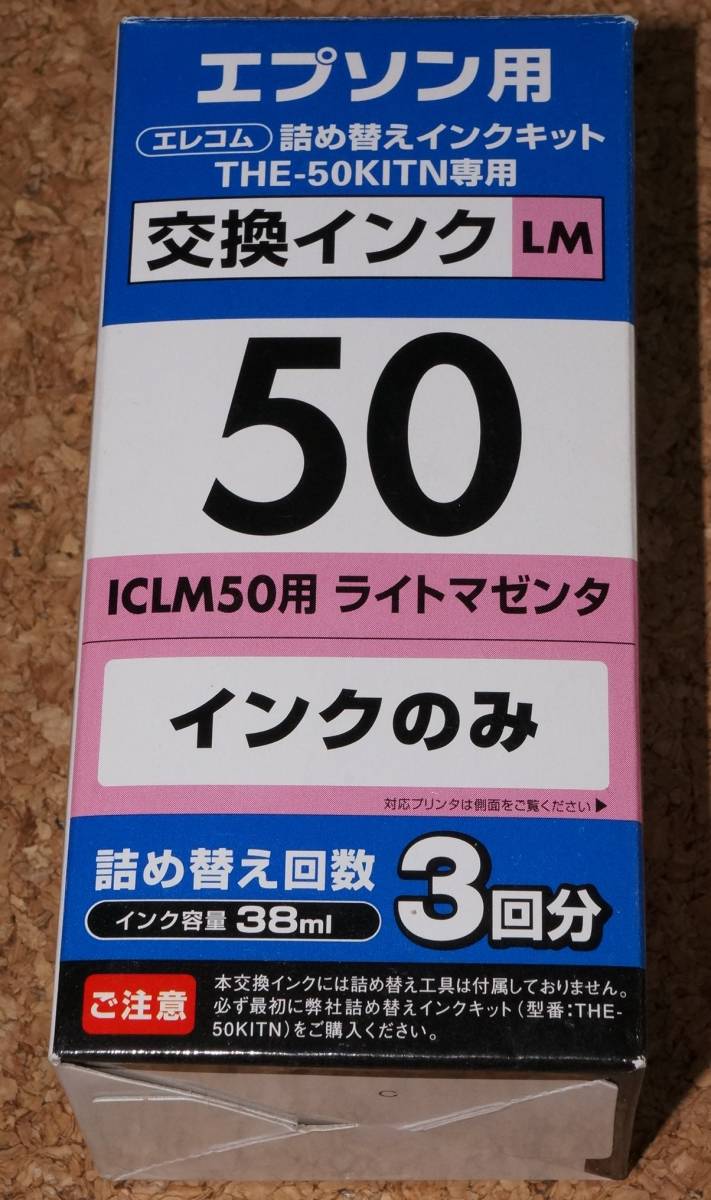 エプソン用
エレコム 詰め替えインクキット
THE-50KITN専用
交換インク LM
50
ICLM50用 ライトマゼンタ
インクのみ
対応プリンタは側面をご覧ください▶
詰め替え回数 3回分
インク容量 38ml
ご注意
本交換インクには詰め替え工具は付属しておりません。
必ず最初に弊社詰め替えインクキット(型番:THE-
50KITN)をご購入ください。
C